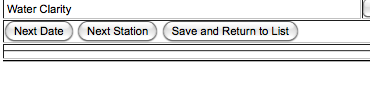 Water Clarity
Next Date Next Station Save and Return to List